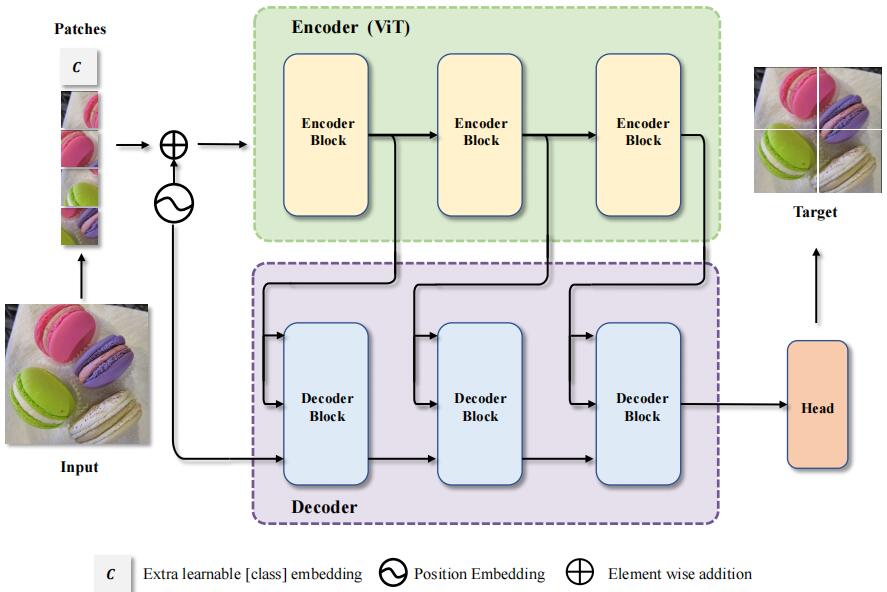 Patches
C
Encoder (ViT)
Encoder
Block
Encoder
Block
Encoder
Block
Target
Input
Decoder
Block
Decoder
Block
Decoder
Block
Head
Decoder
C Extra learnable [class] embedding
Position Embedding
Element wise addition